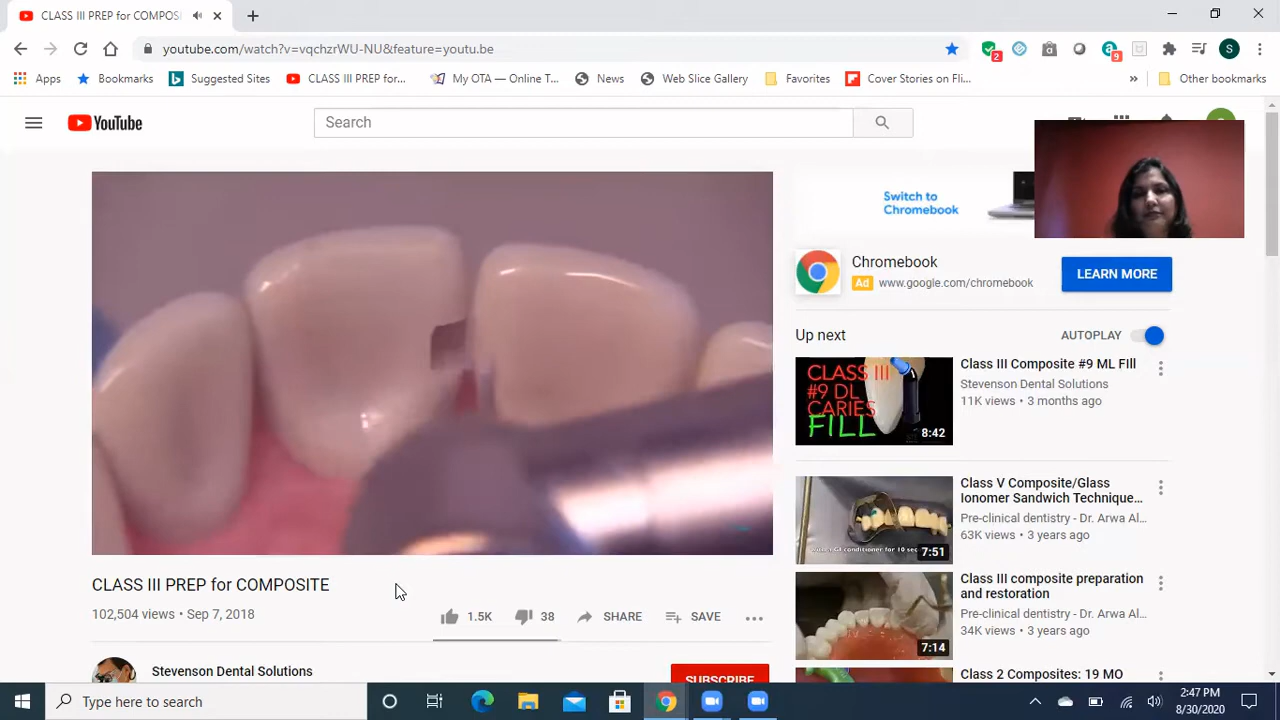 CLASS III PREP for COMPOSI
youtube.com/watch?v=vqchzrWU-NU&feature=youtu.be
2
9
S
Apps
Bookmarks
Suggested Sites
CLASS III PREP for...
My OTA — Online T...
News
Web Slice Gallery
Favorites
Cover Stories on Fli...
»
Other bookmarks
YouTube
Search
Switch to
Chromebook
Chromebook
Ad www.google.com/chromebook
LEARN MORE
Up next
AUTOPLAY
CLASS III
#9 DL
CARIES
FILL
8:42
Class III Composite #9 ML FIll
Stevenson Dental Solutions
11K views • 3 months ago
7:51
Class V Composite/Glass
Ionomer Sandwich Technique...
Pre-clinical dentistry - Dr. Arwa Al...
63K views • 3 years ago
7:14
Class III composite preparation
and restoration
Pre-clinical dentistry - Dr. Arwa Al...
34K views • 3 years ago
Class 2 Composites: 19 MO
CLASS III PREP for COMPOSITE
102,504 views • Sep 7, 2018
1.5K
38
SHARE
SAVE
Stevenson Dental Solutions
SUBSCRIBE
Type here to search
2:47 PM
8/30/2020